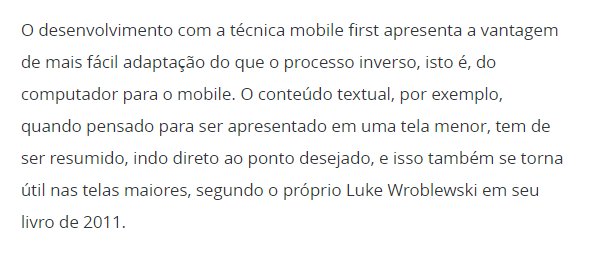 O desenvolvimento com a técnica mobile first apresenta a vantagem
de mais fácil adaptação do que o processo inverso, isto é, do
computador para o mobile. O conteúdo textual, por exemplo,
quando pensado para ser apresentado em uma tela menor, tem de
ser resumido, indo direto ao ponto desejado, e isso também se torna
útil nas telas maiores, segundo o próprio Luke Wroblewski em seu
livro de 2011.